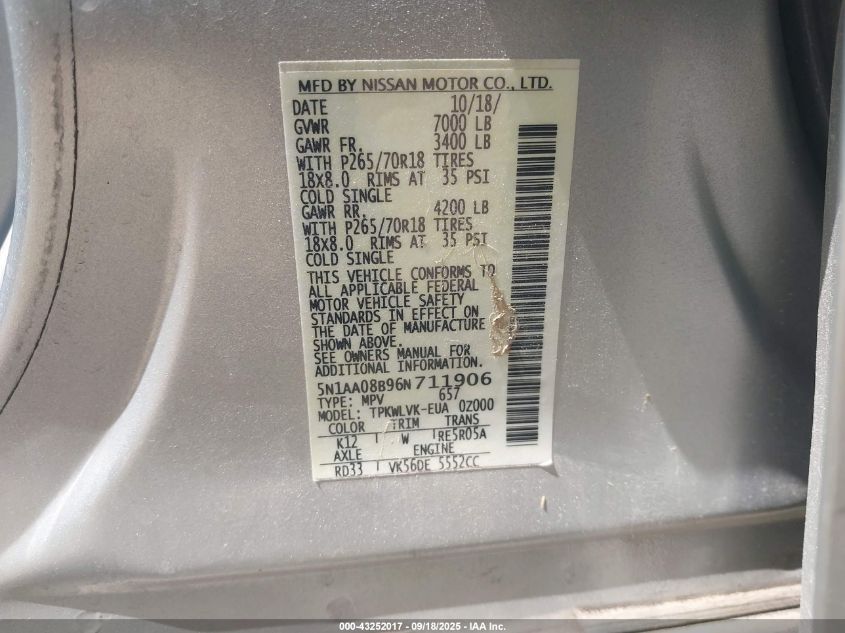 MFD BY NISSAN MOTOR CO., LTD.
DATE 10/18/
GVWR 7000 LB
GAWR FR. 3400 LB
WITH P265/70R18 TIRES
18X8.0 RIMS AT 35 PSI
COLD SINGLE
GAWR RR. 4200 LB
WITH P265/70R18 TIRES
18X8.0 RIMS AT 35 PSI
COLD SINGLE
THIS VEHICLE CONFORMS TO
ALL APPLICABLE FEDERAL
MOTOR VEHICLE SAFETY
STANDARDS IN EFFECT ON
THE DATE OF MANUFACTURE
SHOWN ABOVE.
SEE OWNERS MANUAL FOR
ADDITIONAL INFORMATION.
5N1AA08B96N711906
TYPE: MPV 657
MODEL: TPKWLVK-EUA 0Z000
COLOR TRIM TRANS
K12 W RE5R05A
AXLE ENGINE
RD33 VK56DE 5552CC
000-43252017 - 09/18/2025 - IAA Inc.